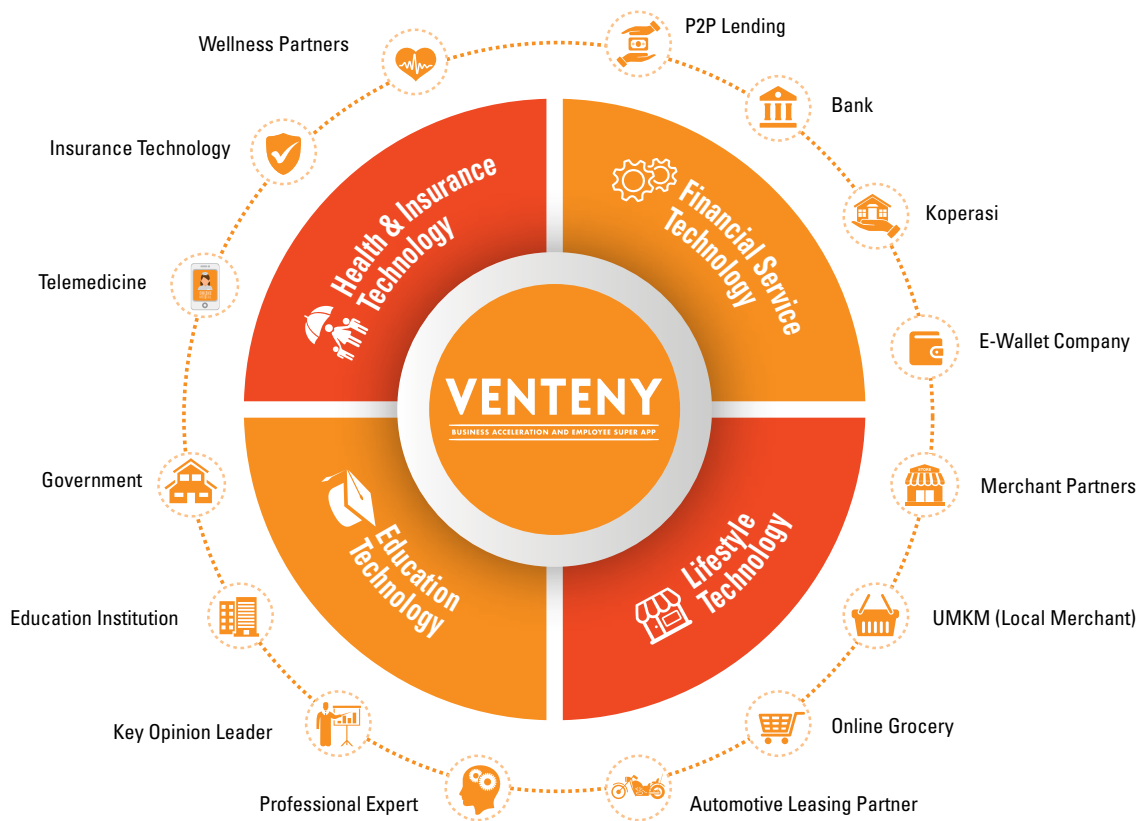 Wellness Partners
P2P Lending
Bank
Insurance Technology
Koperasi
Telemedicine
E-Wallet Company
Health & Insurance
Technology
Financial Service
Technology
VENTENY
BUSINESS ACCELERATION AND EMPLOYEE SUPER APP
Government
Merchant Partners
STORE
Education
Technology
Lifestyle
Technology
Education Institution
UMKM (Local Merchant)
Key Opinion Leader
Online Grocery
Professional Expert
Automotive Leasing Partner